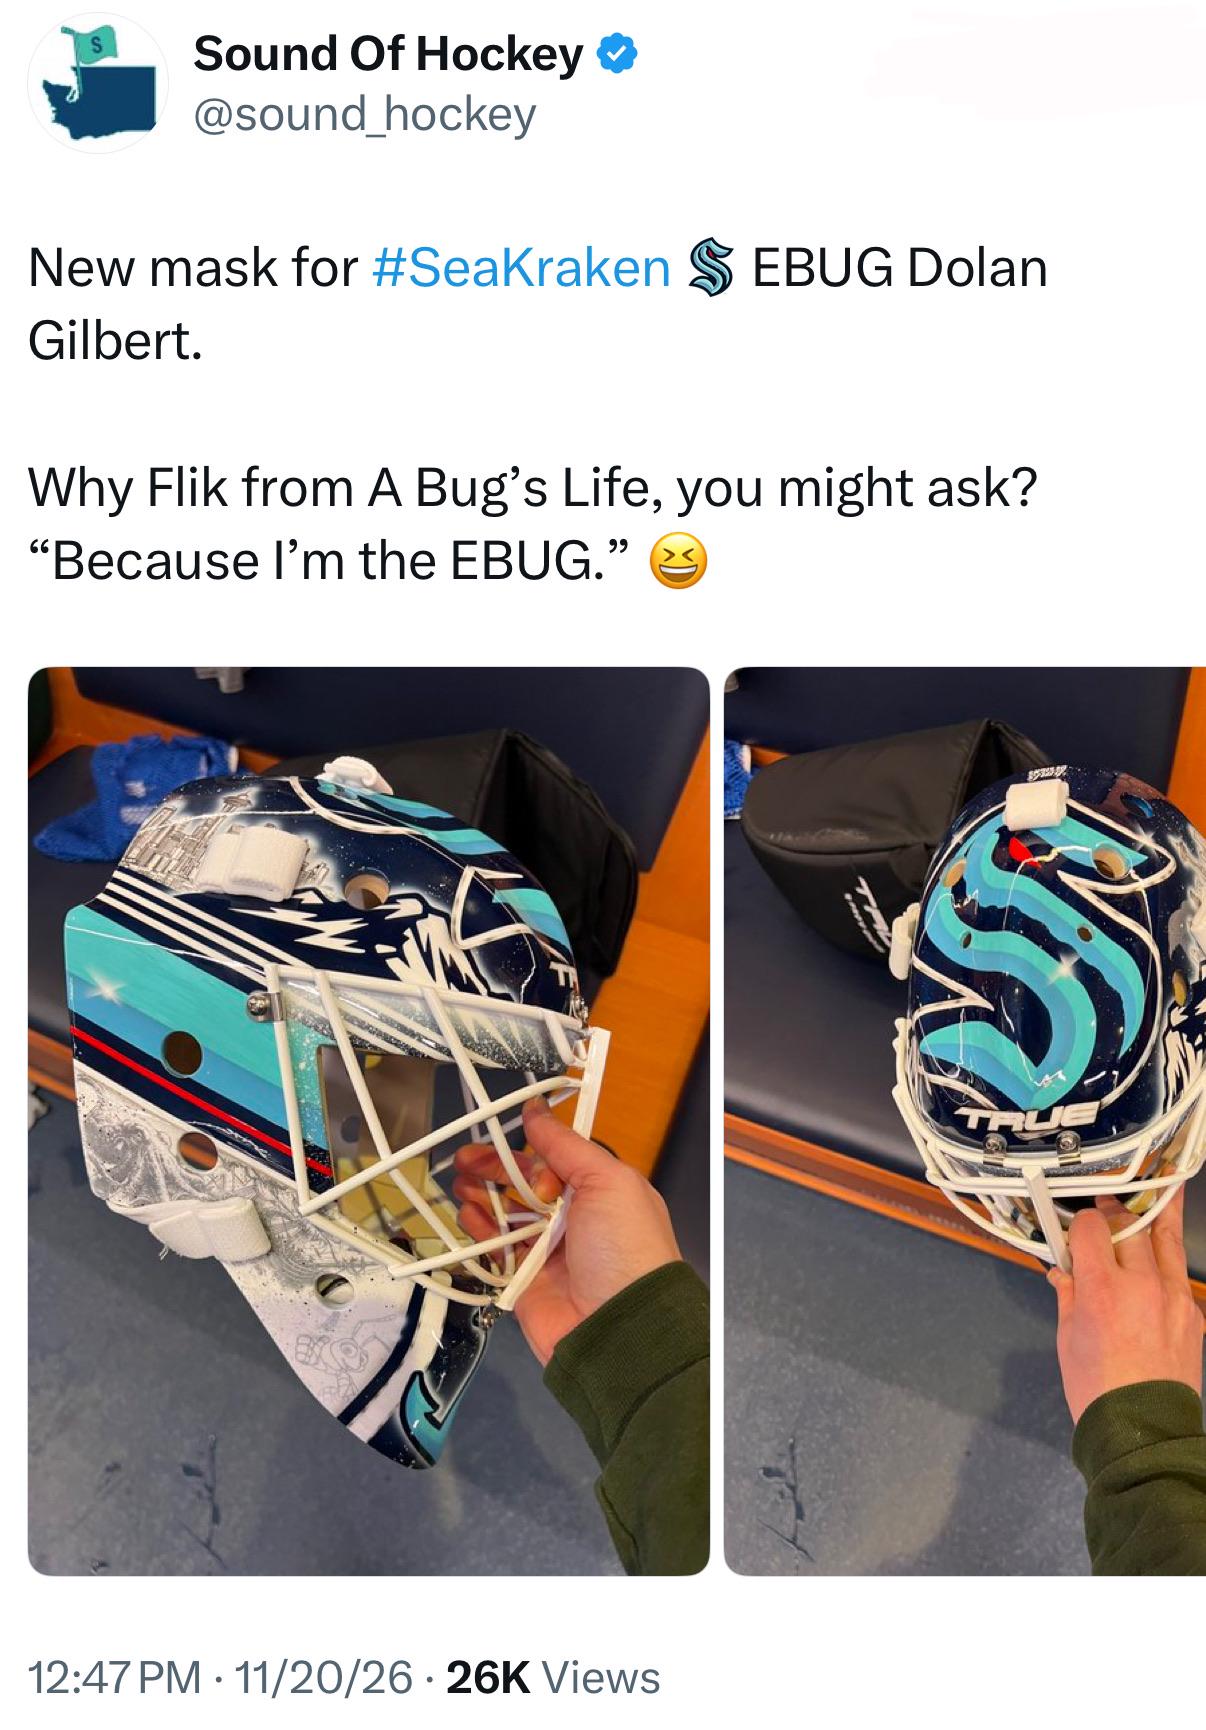 Sound Of Hockey
@sound_hockey
New mask for #SeaKraken EBUG Dolan
Gilbert.
Why Flik from A Bug’s Life, you might ask?
“Because I’m the EBUG.” 😆
TRUE
12:47 PM · 11/20/26 · 26K Views